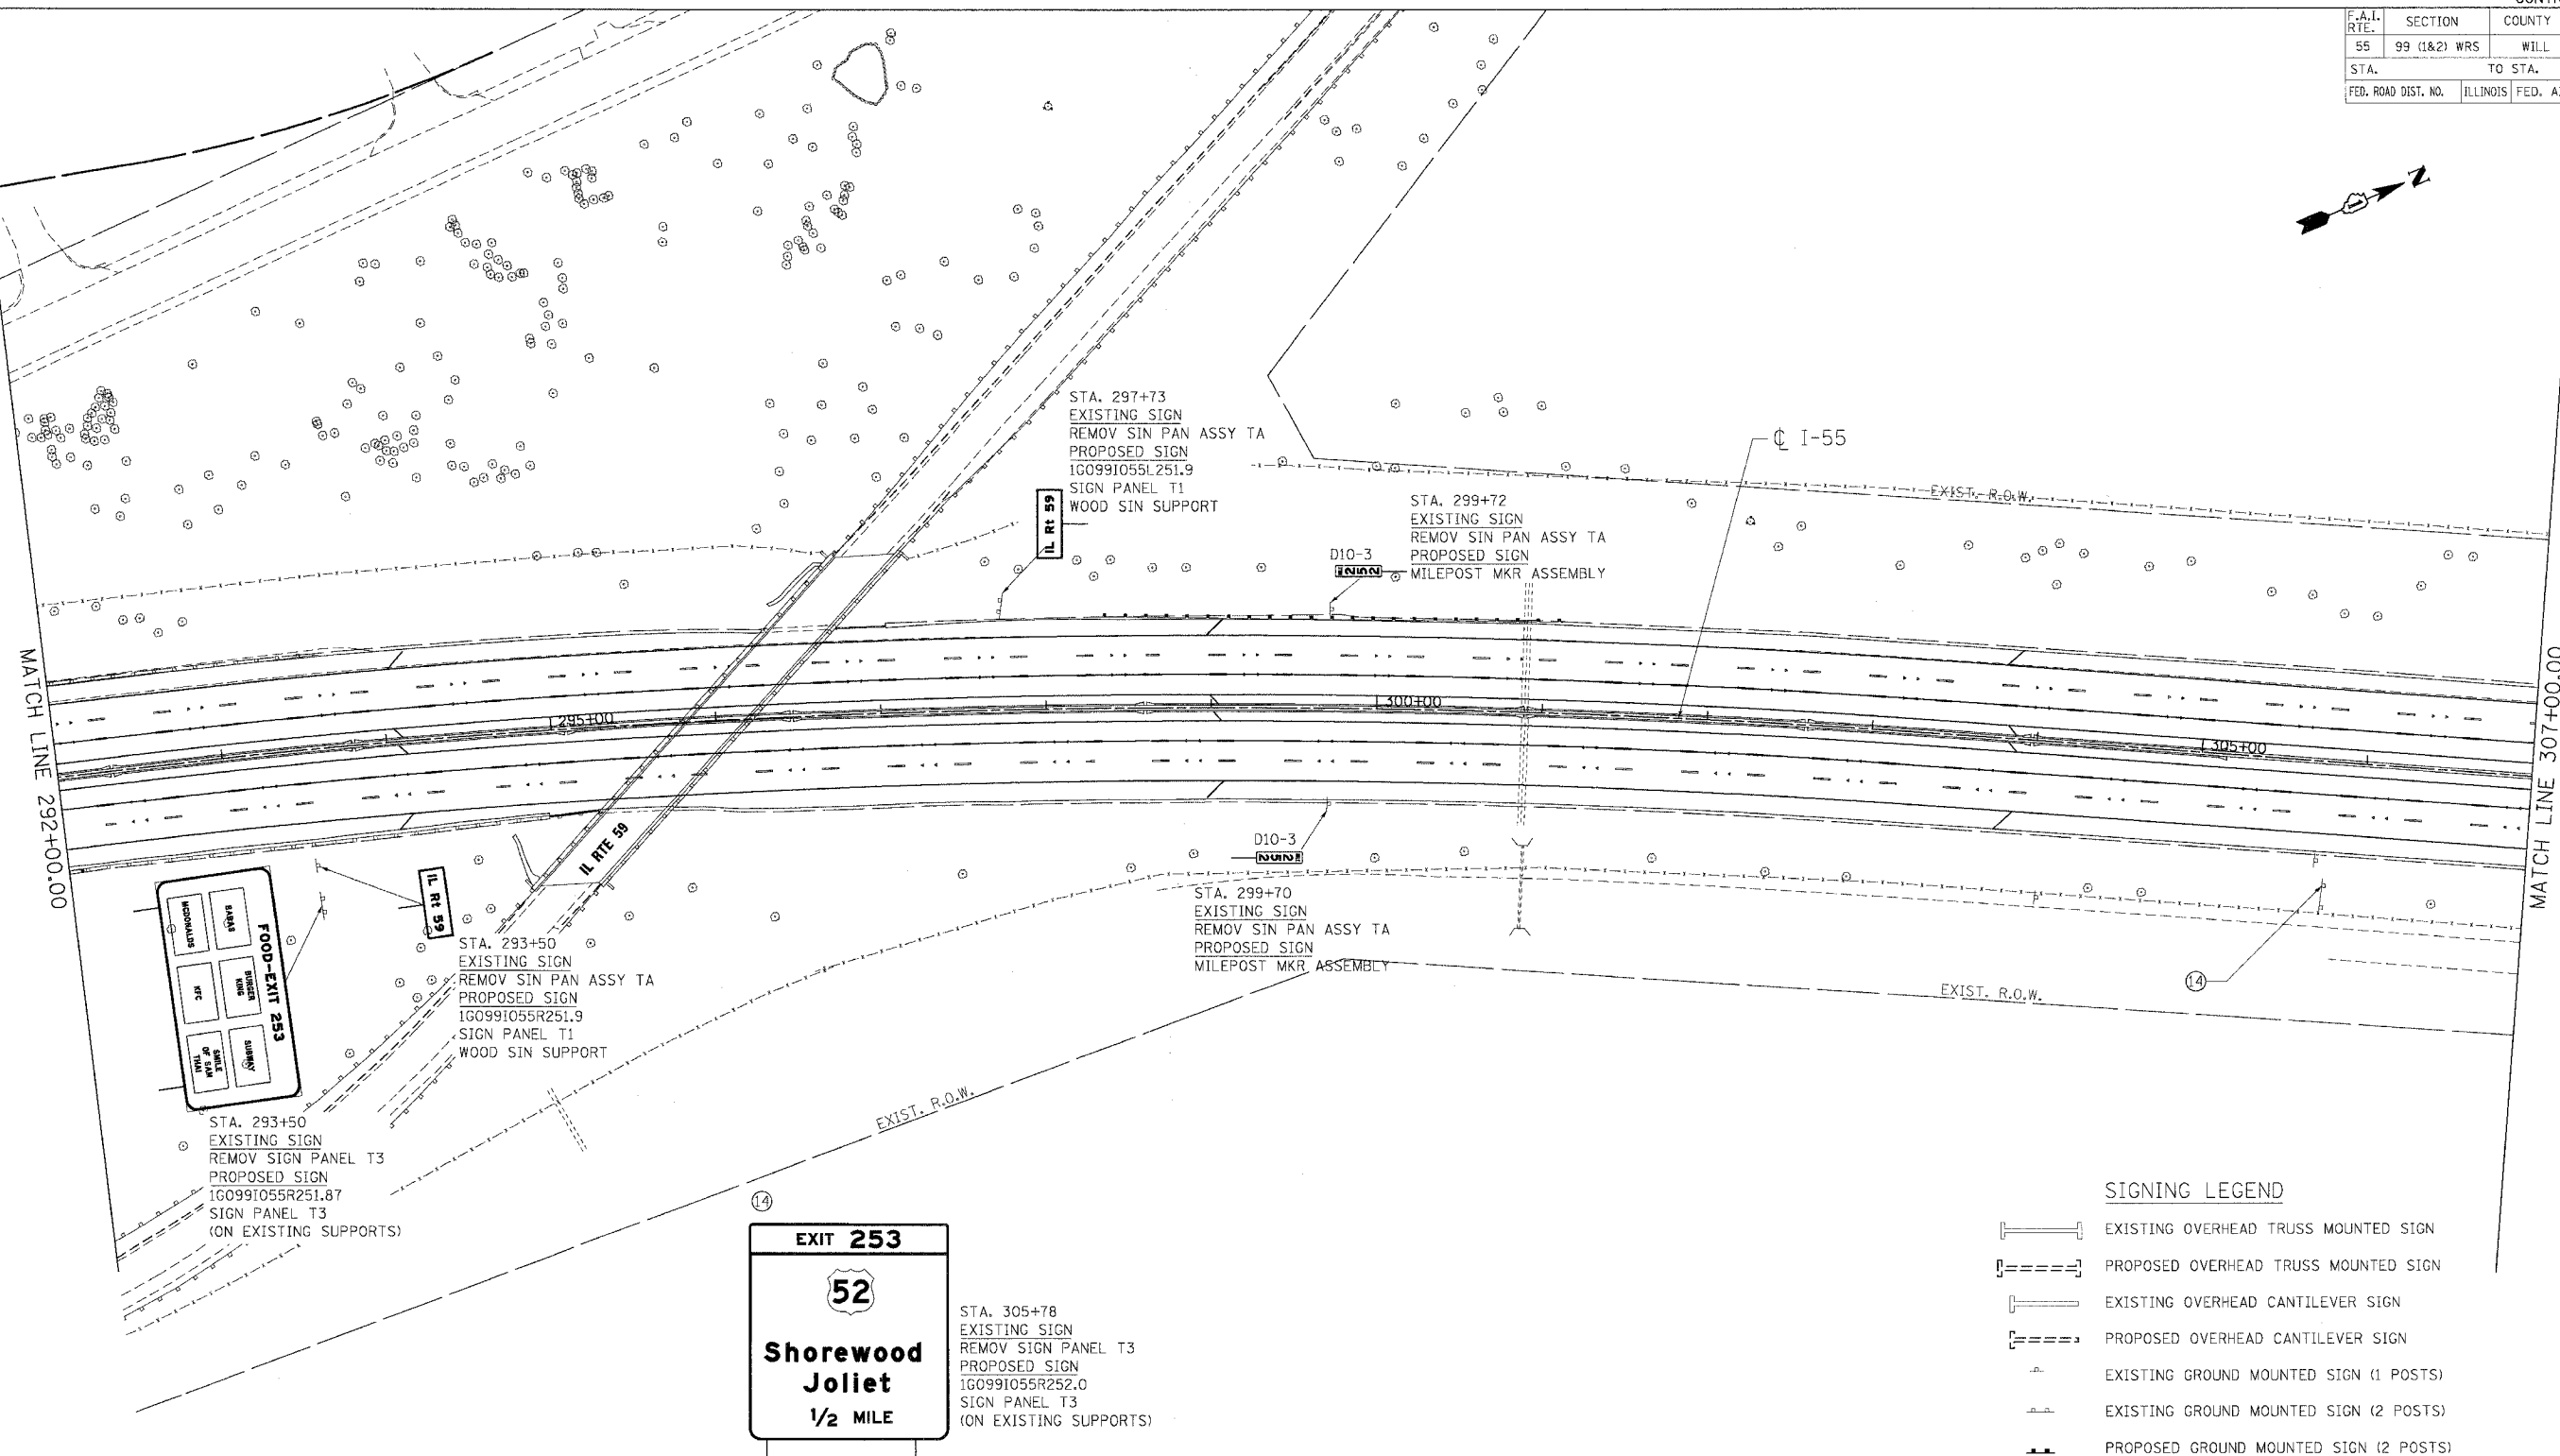 F.A.I. RTE.
SECTION
COUNTY
55
99 (1&2) WRS
WILL
STA.
TO STA.
FED. ROAD DIST. NO.
ILLINOIS
N
STA. 297+73
EXISTING SIGN
REMOV SIN PAN ASSY TA
PROPOSED SIGN
1G099I055L251.9
SIGN PANEL T1
WOOD SIN SUPPORT
IL Rt 59
℄ I-55
EXIST. R.O.W.
STA. 299+72
EXISTING SIGN
REMOV SIN PAN ASSY TA
PROPOSED SIGN
MILEPOST MKR ASSEMBLY
D10-3
MATCH LINE 292+00.00
295+00
300+00
305+00
MATCH LINE 307+00.00
IL RTE 59
D10-3
STA. 299+70
EXISTING SIGN
REMOV SIN PAN ASSY TA
PROPOSED SIGN
MILEPOST MKR ASSEMBLY
IL Rt 59
STA. 293+50
EXISTING SIGN
REMOV SIN PAN ASSY TA
PROPOSED SIGN
1G099I055R251.9
SIGN PANEL T1
WOOD SIN SUPPORT
FOOD-EXIT 253
BABAS
BURGER
KING
SUBWAY
MCDONALDS
KFC
SMILE
OF SAM
THAI
14
EXIST. R.O.W.
EXIST. R.O.W.
STA. 293+50
EXISTING SIGN
REMOV SIGN PANEL T3
PROPOSED SIGN
1G099I055R251.87
SIGN PANEL T3
(ON EXISTING SUPPORTS)
14
EXIT 253
52
Shorewood
Joliet
1/2 MILE
STA. 305+78
EXISTING SIGN
REMOV SIGN PANEL T3
PROPOSED SIGN
1G099I055R252.0
SIGN PANEL T3
(ON EXISTING SUPPORTS)
SIGNING LEGEND
EXISTING OVERHEAD TRUSS MOUNTED SIGN
PROPOSED OVERHEAD TRUSS MOUNTED SIGN
EXISTING OVERHEAD CANTILEVER SIGN
PROPOSED OVERHEAD CANTILEVER SIGN
EXISTING GROUND MOUNTED SIGN (1 POSTS)
EXISTING GROUND MOUNTED SIGN (2 POSTS)
PROPOSED GROUND MOUNTED SIGN (2 POSTS)